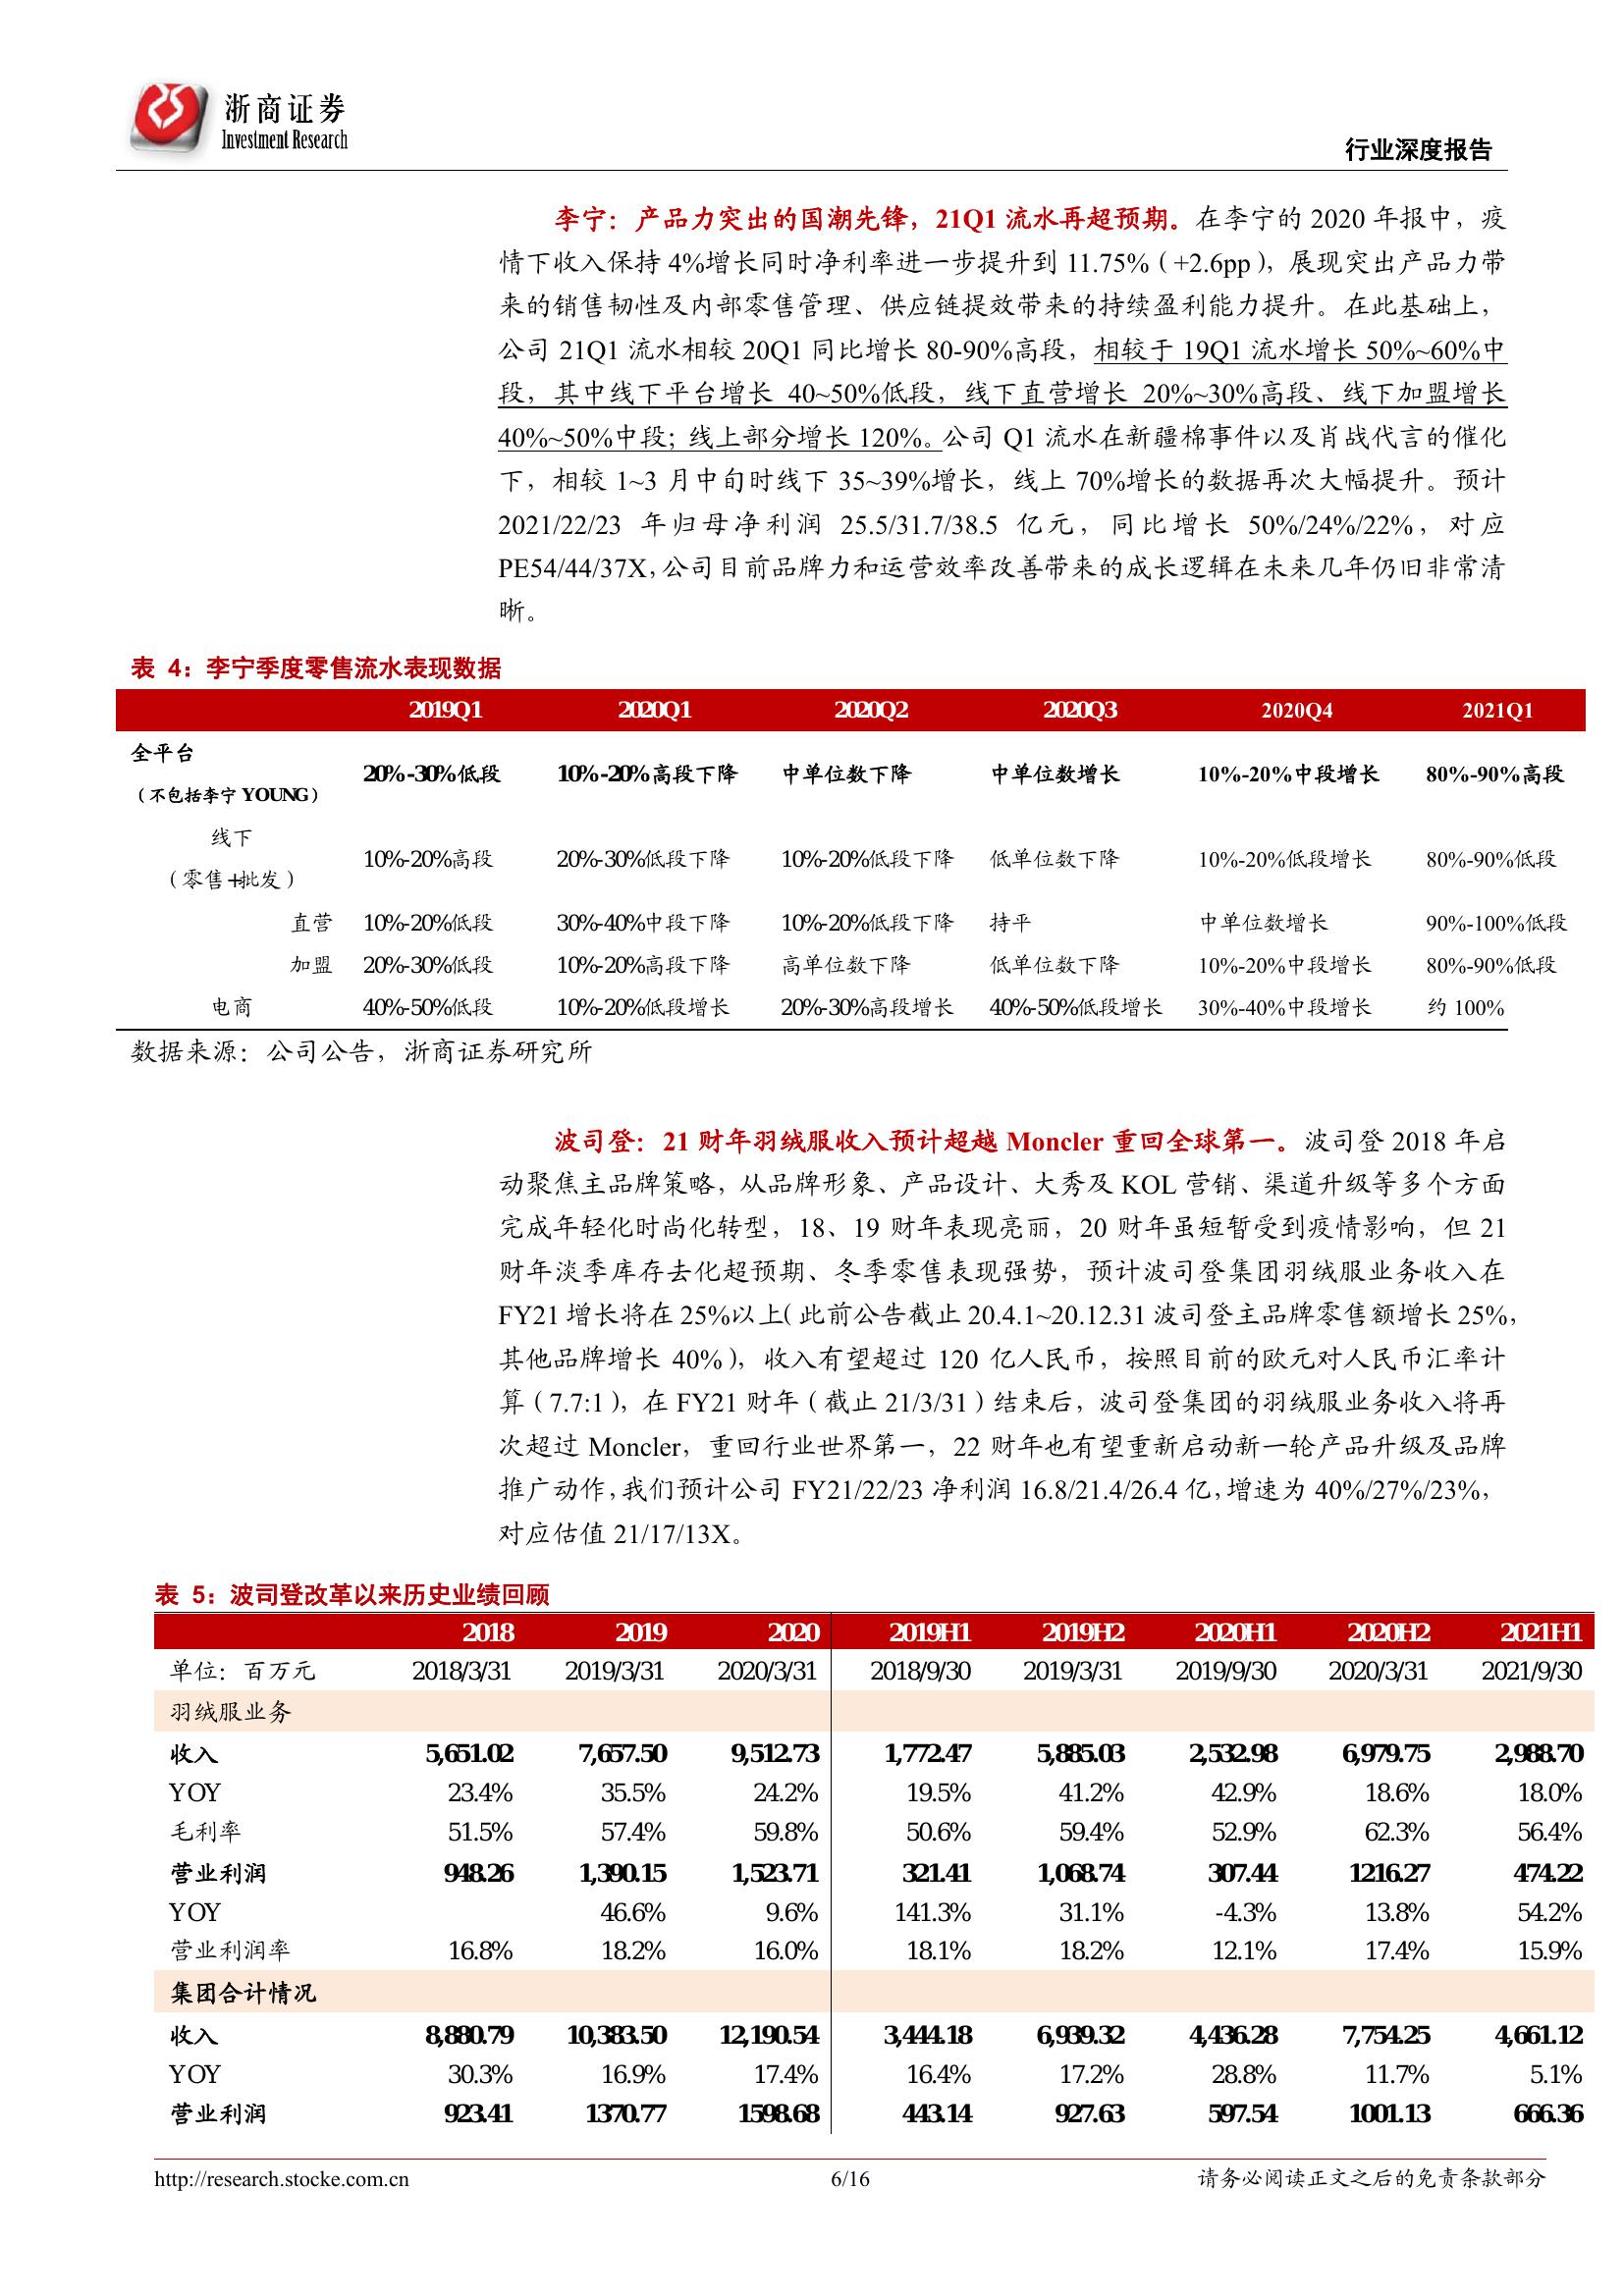 浙商证券
Investment Research
行业深度报告
李宁：产品力突出的国潮先锋，21Q1 流水再超预期。在李宁的 2020 年报中，疫
情下收入保持 4%增长同时净利率进一步提升到 11.75%（+2.6pp），展现突出产品力带
来的销售韧性及内部零售管理、供应链提效带来的持续盈利能力提升。在此基础上，
公司 21Q1 流水相较 20Q1 同比增长 80-90%高段，相较于 19Q1 流水增长 50%~60%中
段，其中线下平台增长 40~50%低段，线下直营增长 20%~30%高段、线下加盟增长
40%~50%中段；线上部分增长 120%。公司 Q1 流水在新疆棉事件以及肖战代言的催化
下，相较 1~3 月中旬时线下 35~39%增长，线上 70%增长的数据再次大幅提升。预计
2021/22/23 年归母净利润 25.5/31.7/38.5 亿元，同比增长 50%/24%/22%，对应
PE54/44/37X，公司目前品牌力和运营效率改善带来的成长逻辑在未来几年仍旧非常清
晰。
表 4：李宁季度零售流水表现数据
2019Q1 2020Q1 2020Q2 2020Q3 2020Q4 2021Q1
全平台
（不包括李宁 YOUNG） 20%-30%低段 10%-20%高段下降 中单位数下降 中单位数增长 10%-20%中段增长 80%-90%高段
线下
（零售+批发） 10%-20%高段 20%-30%低段下降 10%-20%低段下降 低单位数下降 10%-20%低段增长 80%-90%低段
直营 10%-20%低段 30%-40%中段下降 10%-20%低段下降 持平 中单位数增长 90%-100%低段
加盟 20%-30%低段 10%-20%高段下降 高单位数下降 低单位数下降 10%-20%中段增长 80%-90%低段
电商 40%-50%低段 10%-20%低段增长 20%-30%高段增长 40%-50%低段增长 30%-40%中段增长 约 100%
数据来源：公司公告，浙商证券研究所
波司登：21 财年羽绒服收入预计超越 Moncler 重回全球第一。波司登 2018 年启
动聚焦主品牌策略，从品牌形象、产品设计、大秀及 KOL 营销、渠道升级等多个方面
完成年轻化时尚化转型，18、19 财年表现亮丽，20 财年虽短暂受到疫情影响，但 21
财年淡季库存去化超预期、冬季零售表现强势，预计波司登集团羽绒服业务收入在
FY21 增长将在 25%以上（此前公告截止 20.4.1~20.12.31 波司登主品牌零售额增长 25%，
其他品牌增长 40%），收入有望超过 120 亿人民币，按照目前的欧元对人民币汇率计
算（7.7:1），在 FY21 财年（截止 21/3/31）结束后，波司登集团的羽绒服业务收入将再
次超过 Moncler，重回行业世界第一，22 财年也有望重新启动新一轮产品升级及品牌
推广动作，我们预计公司 FY21/22/23 净利润 16.8/21.4/26.4 亿，增速为 40%/27%/23%，
对应估值 21/17/13X。
表 5：波司登改革以来历史业绩回顾
2018 2019 2020 2019H1 2019H2 2020H1 2020H2 2021H1
单位：百万元 2018/3/31 2019/3/31 2020/3/31 2018/9/30 2019/3/31 2019/9/30 2020/3/31 2021/9/30
羽绒服业务
收入 5,651.02 7,657.50 9,512.73 1,772.47 5,885.03 2,532.98 6,979.75 2,988.70
YOY 23.4% 35.5% 24.2% 19.5% 41.2% 42.9% 18.6% 18.0%
毛利率 51.5% 57.4% 59.8% 50.6% 59.4% 52.9% 62.3% 56.4%
营业利润 948.26 1,390.15 1,523.71 321.41 1,068.74 307.44 1216.27 474.22
YOY 46.6% 9.6% 141.3% 31.1% -4.3% 13.8% 54.2%
营业利润率 16.8% 18.2% 16.0% 18.1% 18.2% 12.1% 17.4% 15.9%
集团合计情况
收入 8,880.79 10,383.50 12,190.54 3,444.18 6,939.32 4,436.28 7,754.25 4,661.12
YOY 30.3% 16.9% 17.4% 16.4% 17.2% 28.8% 11.7% 5.1%
营业利润 923.41 1370.77 1598.68 443.14 927.63 597.54 1001.13 666.36
http://research.stocke.com.cn 6/16 请务必阅读正文之后的免责条款部分